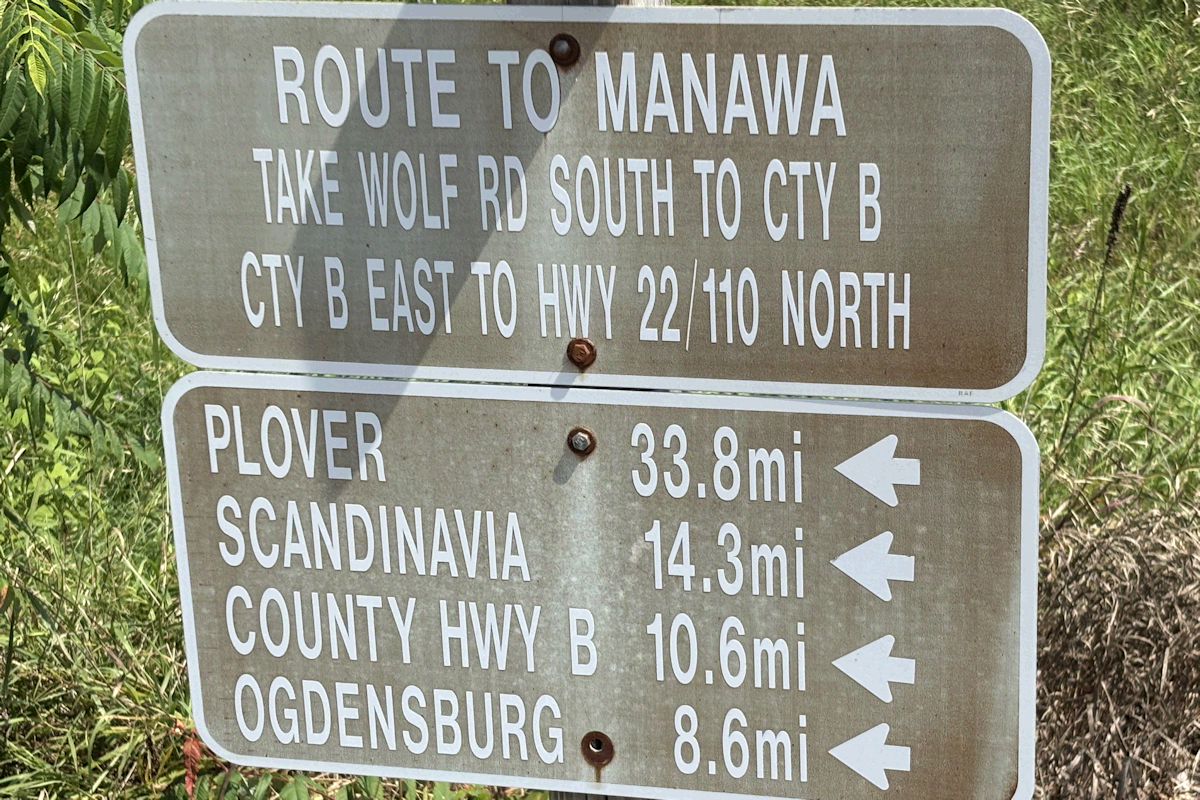 ROUTE TO MANAWA
TAKE WOLF RD SOUTH TO CTY B
CTY B EAST TO HWY 22/110 NORTH
PLOVER 33.8mi
SCANDINAVIA 14.3mi
COUNTY HWY B 10.6mi
OGDENSBURG 8.6mi